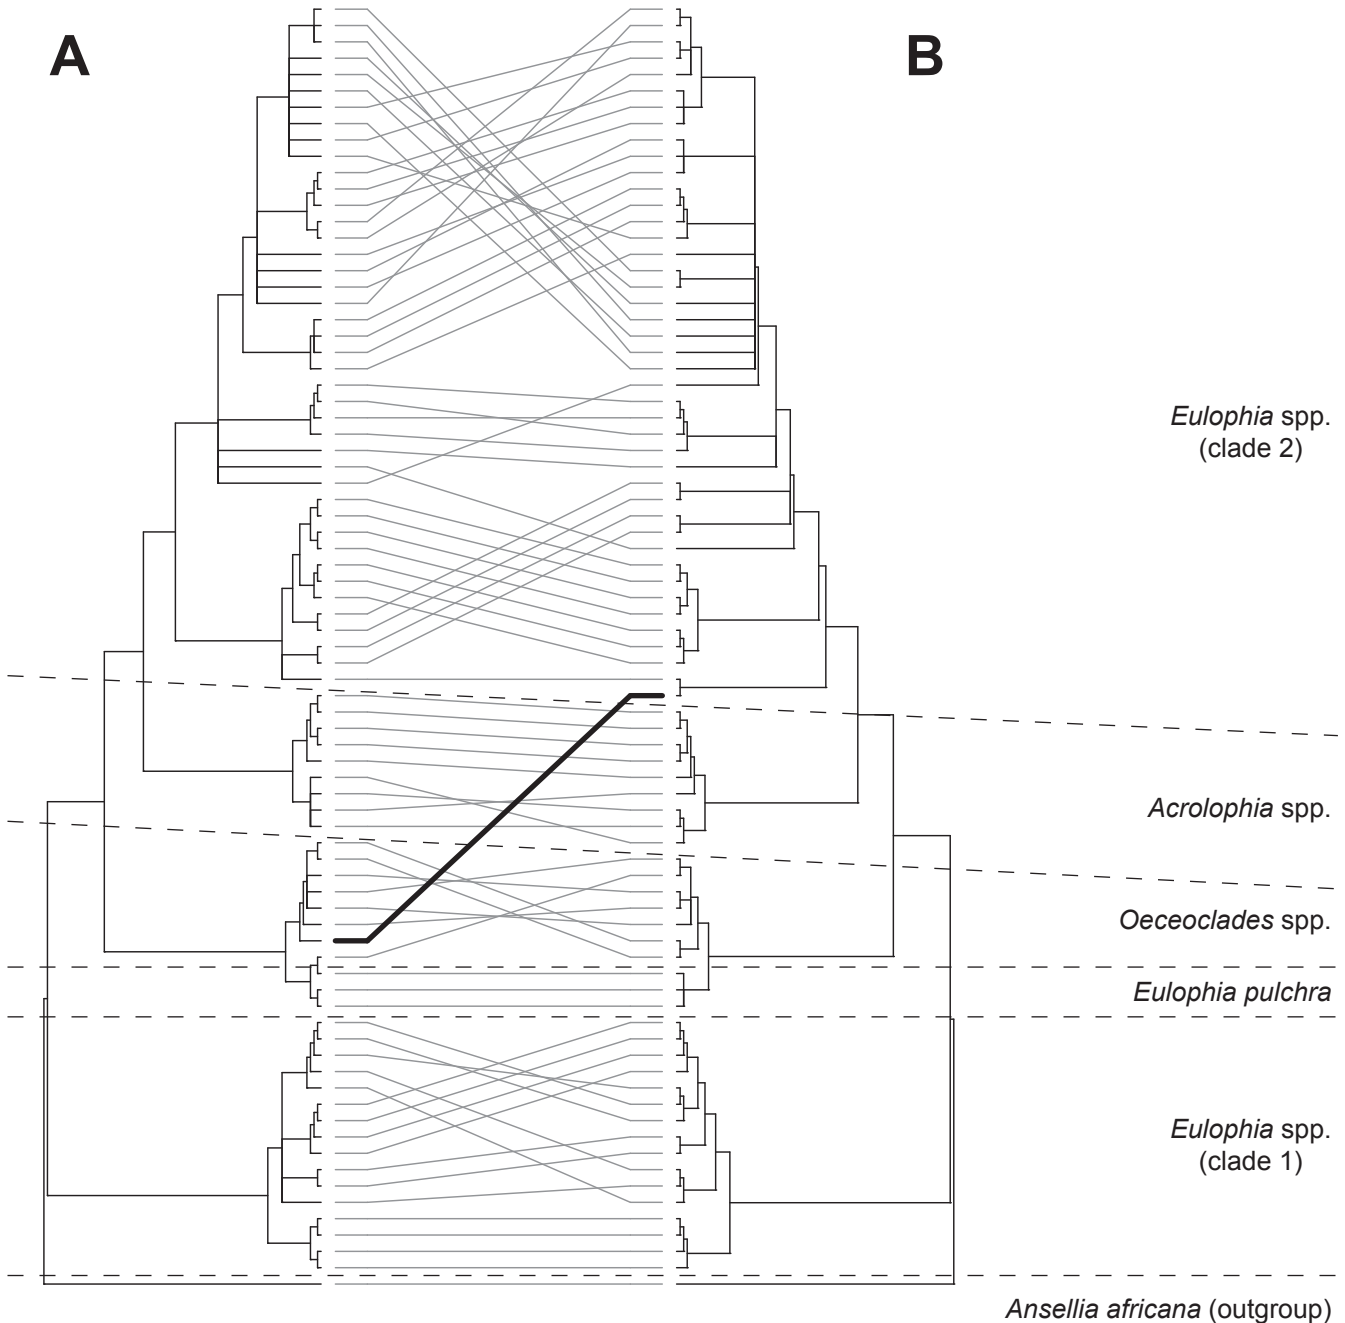 A
B
Eulophia spp.
(clade 2)
Acrolophia spp.
Oeceoclades spp.
Eulophia pulchra
Eulophia spp.
(clade 1)
Ansellia africana (outgroup)